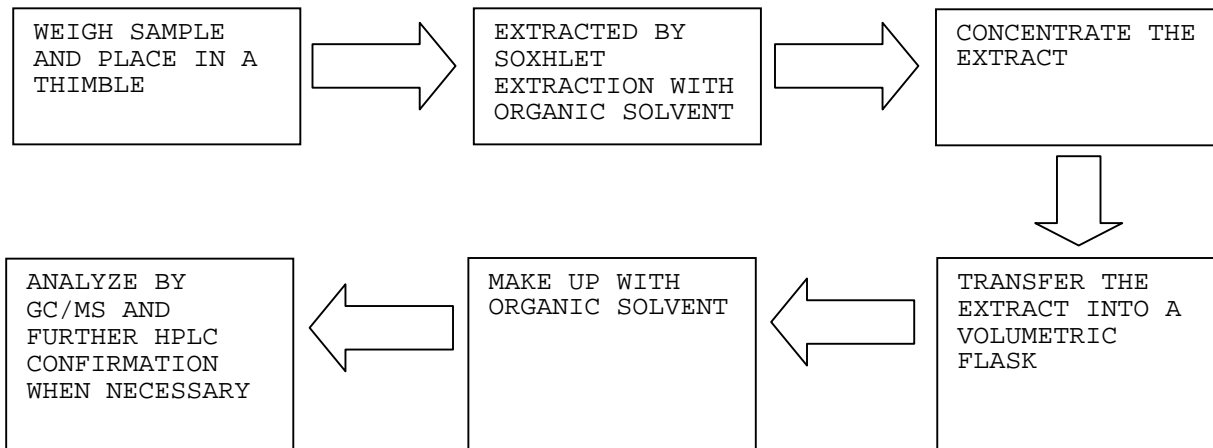 WEIGH SAMPLE
AND PLACE IN A
THIMBLE
EXTRACTED BY
SOXHLET
EXTRACTION WITH
ORGANIC SOLVENT
CONCENTRATE THE
EXTRACT
TRANSFER THE
EXTRACT INTO A
VOLUMETRIC
FLASK
MAKE UP WITH
ORGANIC SOLVENT
ANALYZE BY
GC/MS AND
FURTHER HPLC
CONFIRMATION
WHEN NECESSARY